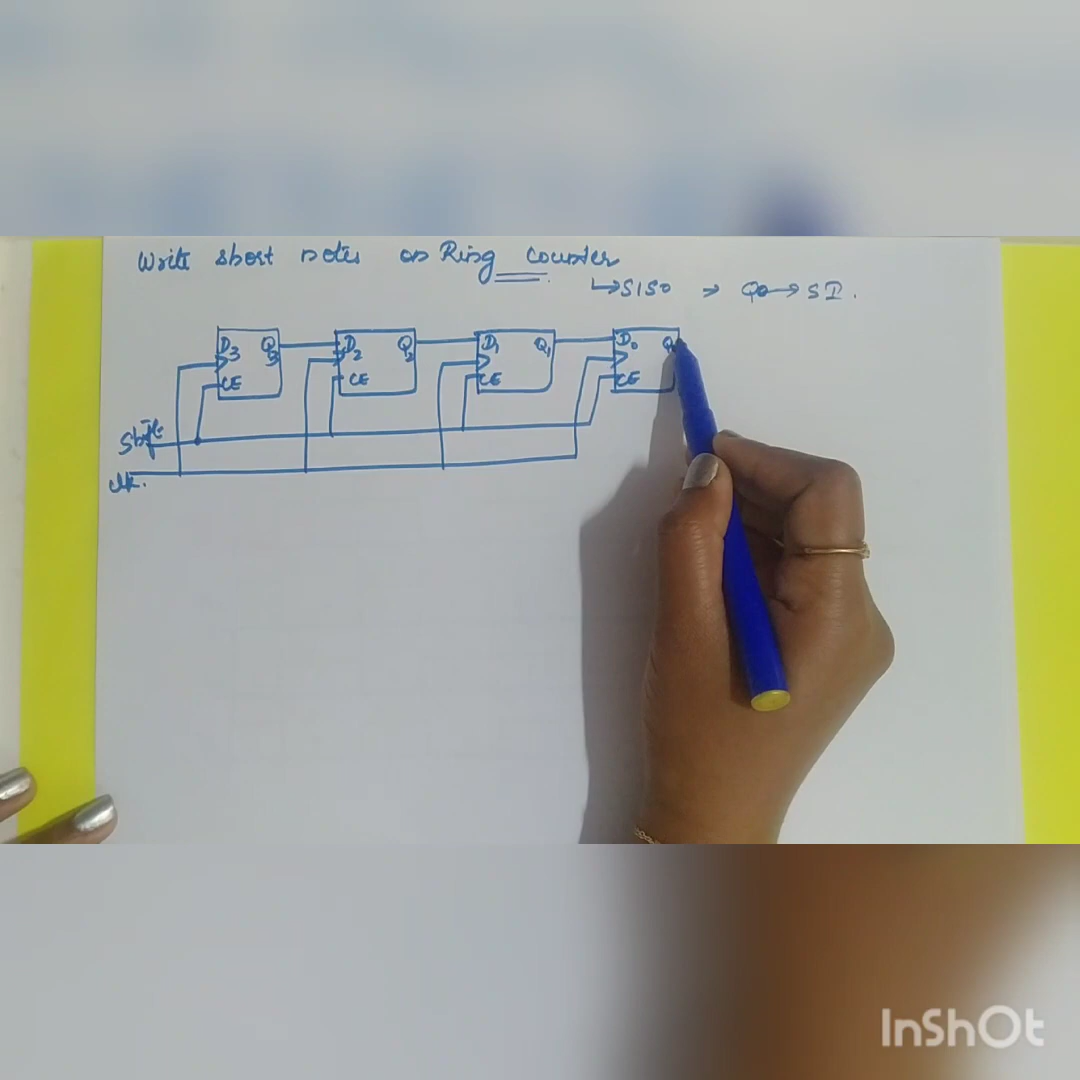 Write short notes on Ring Counter
↳SISO → Q0→ SI.
D3 Q3 D2 Q2 D1 Q1 D0 Q
CE CE CE CE
Shift
clk.
InShOt